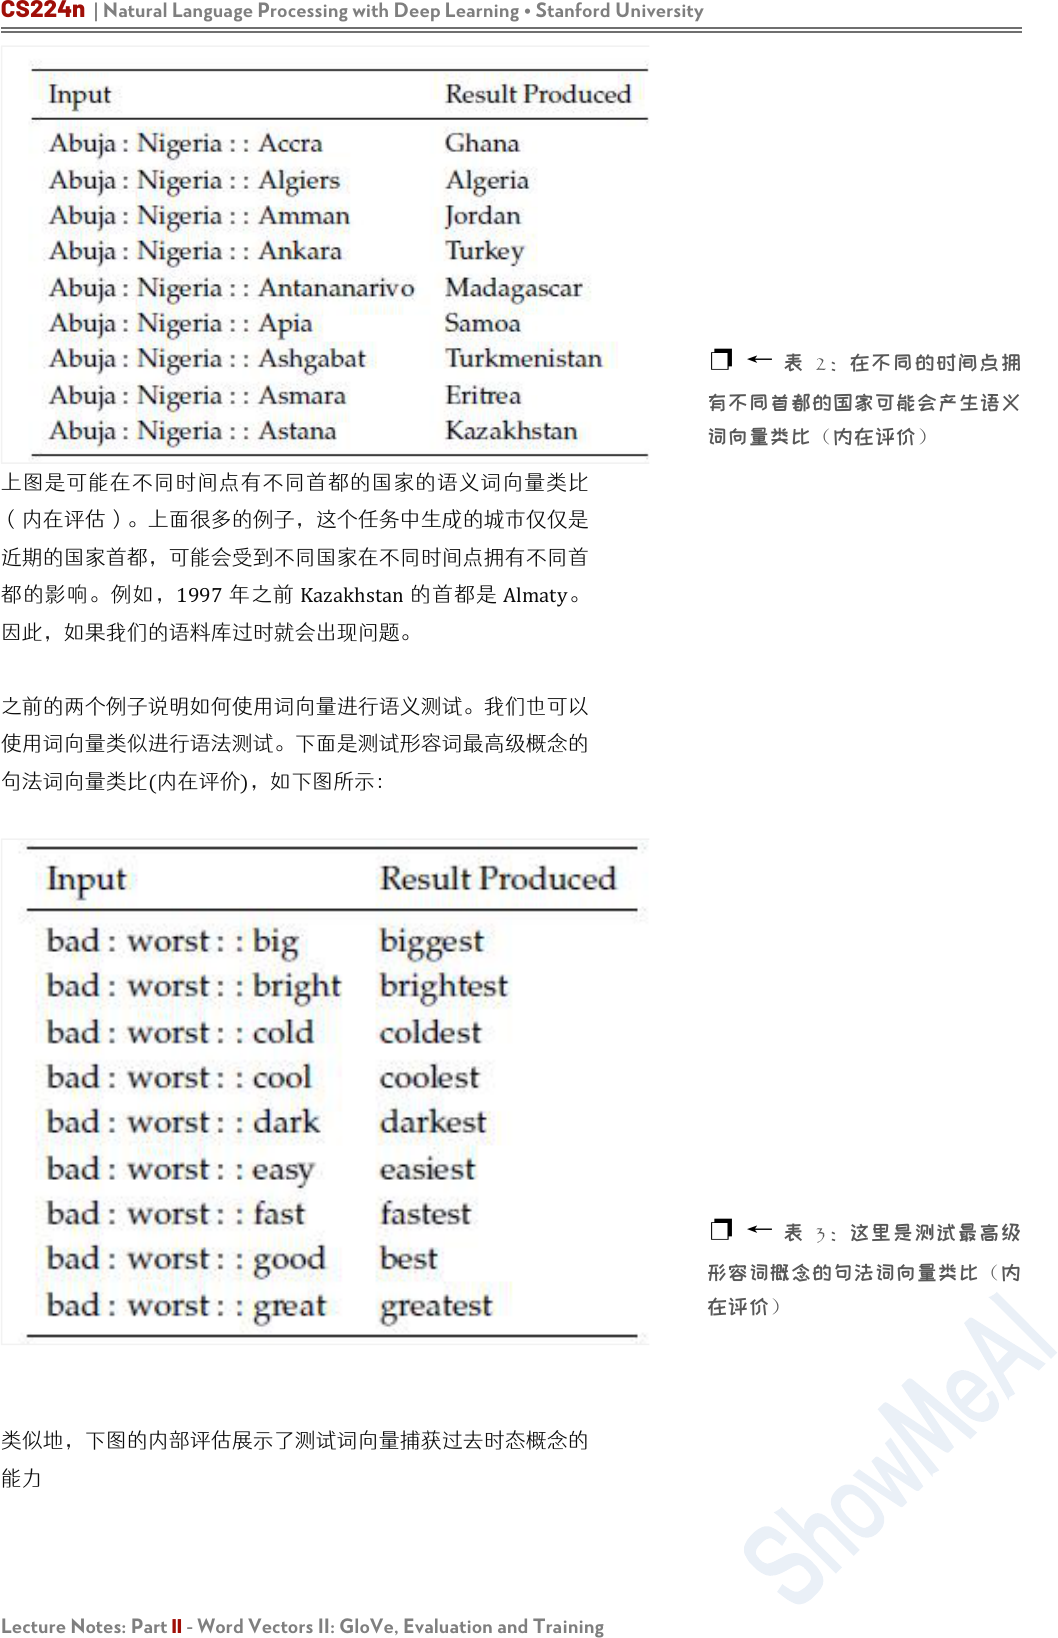 CS224n | Natural Language Processing with Deep Learning • Stanford University
Input Result Produced
Abuja : Nigeria : : Accra Ghana
Abuja : Nigeria : : Algiers Algeria
Abuja : Nigeria : : Amman Jordan
Abuja : Nigeria : : Ankara Turkey
Abuja : Nigeria : : Antananarivo Madagascar
Abuja : Nigeria : : Apia Samoa
Abuja : Nigeria : : Ashgabat Turkmenistan
Abuja : Nigeria : : Asmara Eritrea
Abuja : Nigeria : : Astana Kazakhstan
❐ ← 表 2：在不同的时间点拥
有不同首都的国家可能会产生语义
词向量类比（内在评价）
上图是可能在不同时间点有不同首都的国家的语义词向量类比
（内在评估）。上面很多的例子，这个任务中生成的城市仅仅是
近期的国家首都，可能会受到不同国家在不同时间点拥有不同首
都的影响。例如，1997 年之前 Kazakhstan 的首都是 Almaty。
因此，如果我们的语料库过时就会出现问题。
之前的两个例子说明如何使用词向量进行语义测试。我们也可以
使用词向量类似进行语法测试。下面是测试形容词最高级概念的
句法词向量类比(内在评价)，如下图所示：
Input Result Produced
bad : worst : : big biggest
bad : worst : : bright brightest
bad : worst : : cold coldest
bad : worst : : cool coolest
bad : worst : : dark darkest
bad : worst : : easy easiest
bad : worst : : fast fastest
bad : worst : : good best
bad : worst : : great greatest
❐ ← 表 3：这里是测试最高级
形容词概念的句法词向量类比（内
在评价）
类似地，下图的内部评估展示了测试词向量捕获过去时态概念的
能力
ShowMeAI
Lecture Notes: Part II - Word Vectors II: GloVe, Evaluation and Training